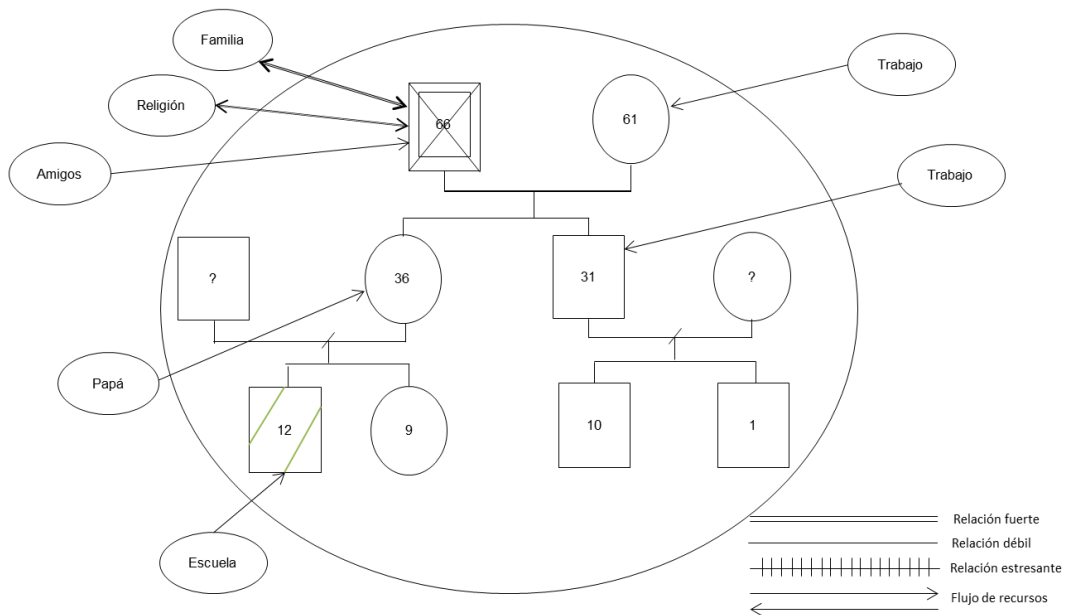 Familia
Trabajo
Religión
66
61
Amigos
Trabajo
?
36
31
?
Papá
12
9
10
1
Escuela
Relación fuerte
Relación débil
Relación estresante
Flujo de recursos